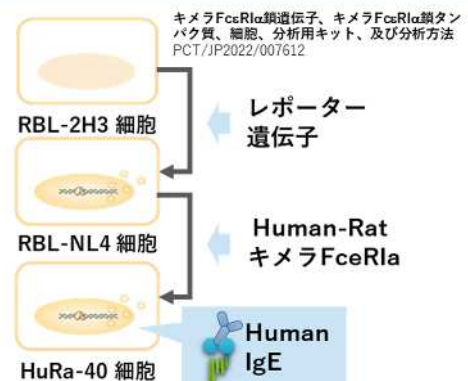 キメラFcεRIα鎖遺伝子、キメラFcεRIα鎖タン
パク質、細胞、分析用キット、及び分析方法
PCT/JP2022/007612
RBL-2H3 細胞
レポーター
遺伝子
RBL-NL4 細胞
Human-Rat
キメラFceRIa
HuRa-40 細胞
Human
IgE